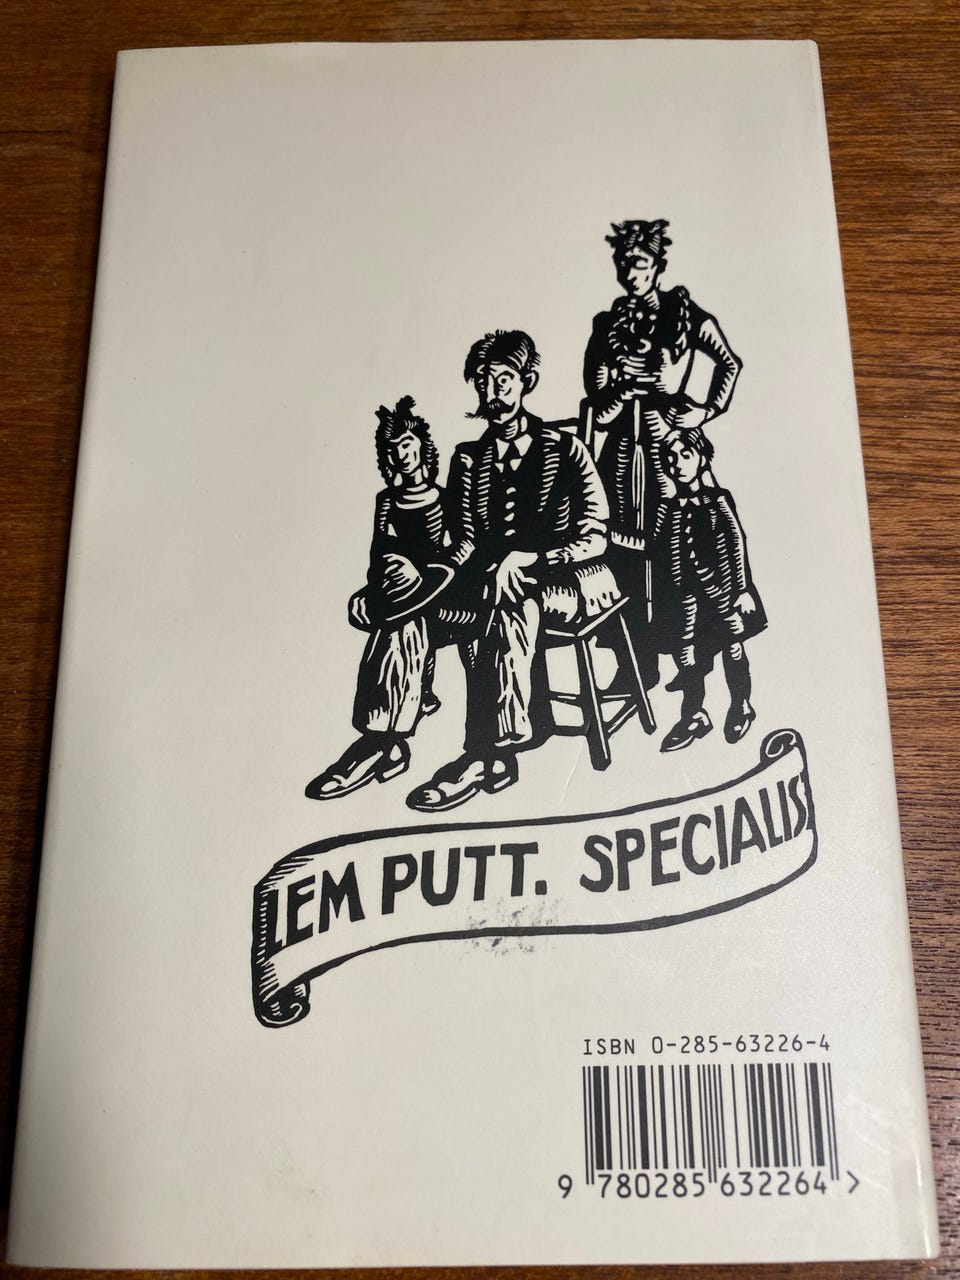 LEM PUTT. SPECIALIS
ISBN 0-285-63226-4
9 780285 632264 >